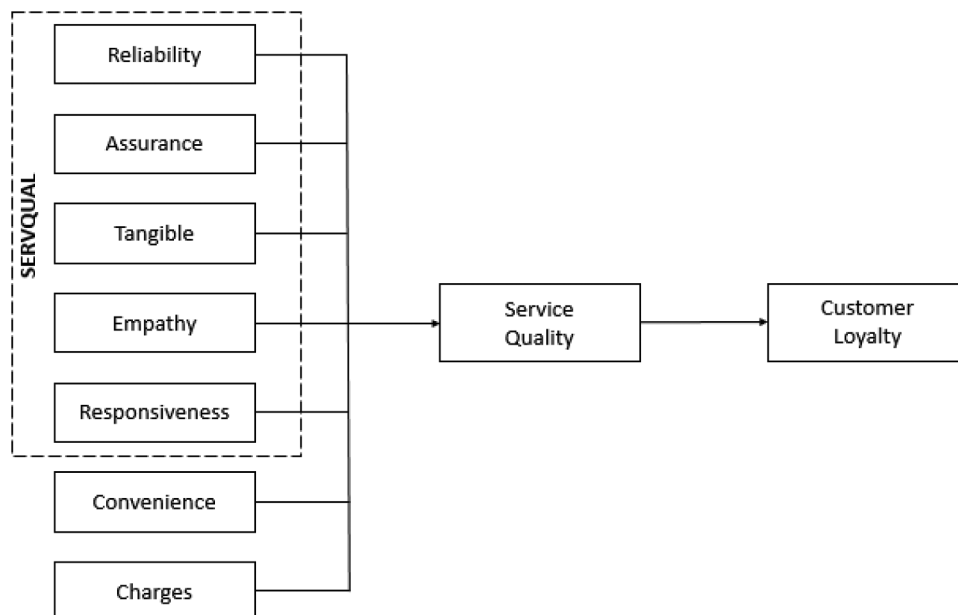 Reliability
Assurance
Tangible
SERVQUAL
Empathy
Responsiveness
Convenience
Charges
Service
Quality
Customer
Loyalty